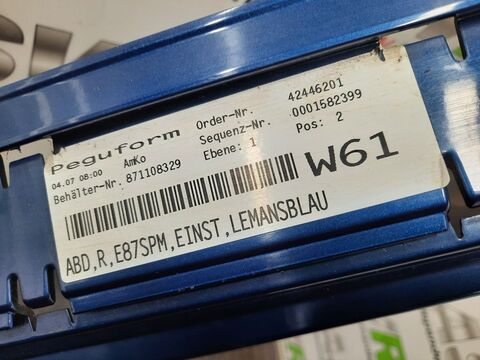 Peguform
Order-Nr. 42446201
04.07 08:00 AmKo
Sequenz-Nr. 0001582399
Behälter-Nr. 871108329
Ebene: 1 Pos: 2
W61
ABD,R,E87SPM,EINST,LEMANSBLAU